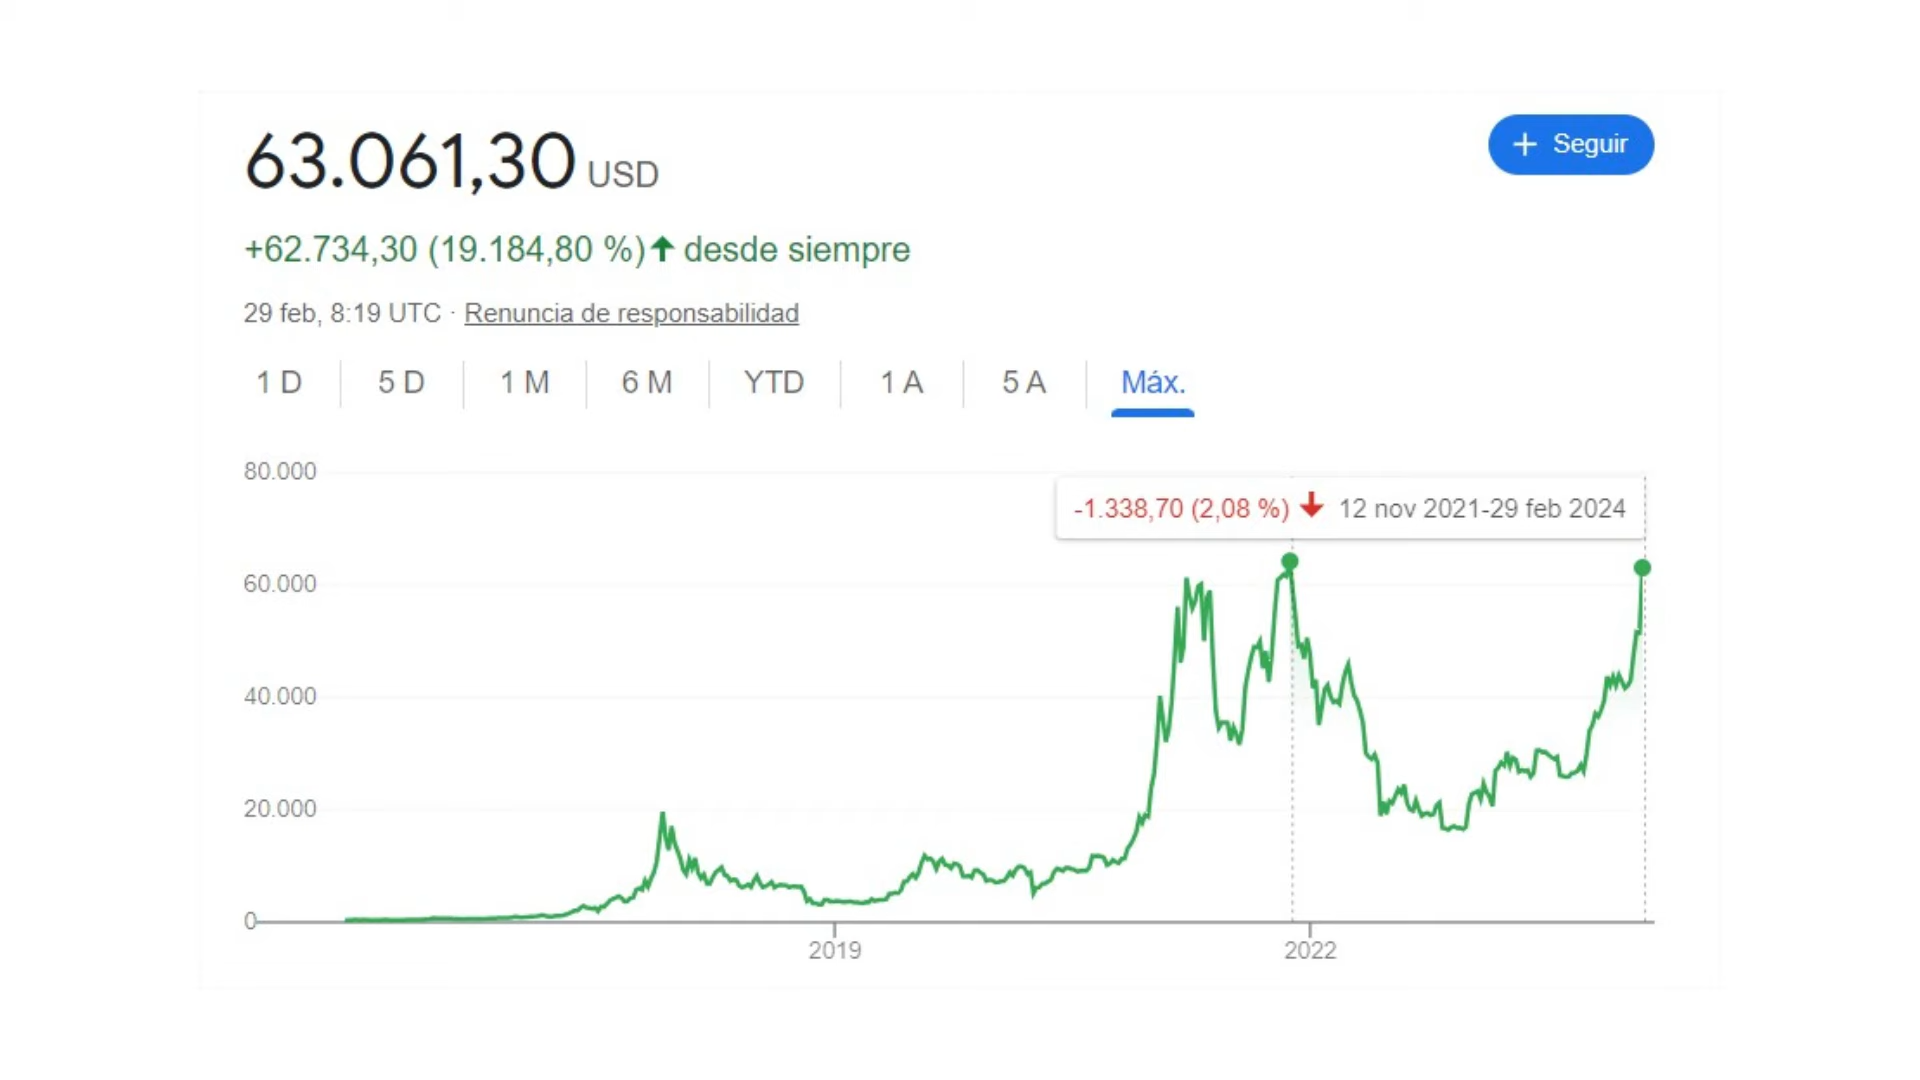 63.061,30 USD
+ Seguir
+62.734,30 (19.184,80 %) ↑ desde siempre
29 feb, 8:19 UTC · Renuncia de responsabilidad
1 D 5 D 1 M 6 M YTD 1 A 5 A Máx.
80.000
-1.338,70 (2,08 %) ↓ 12 nov 2021-29 feb 2024
60.000
40.000
20.000
0
2019 2022